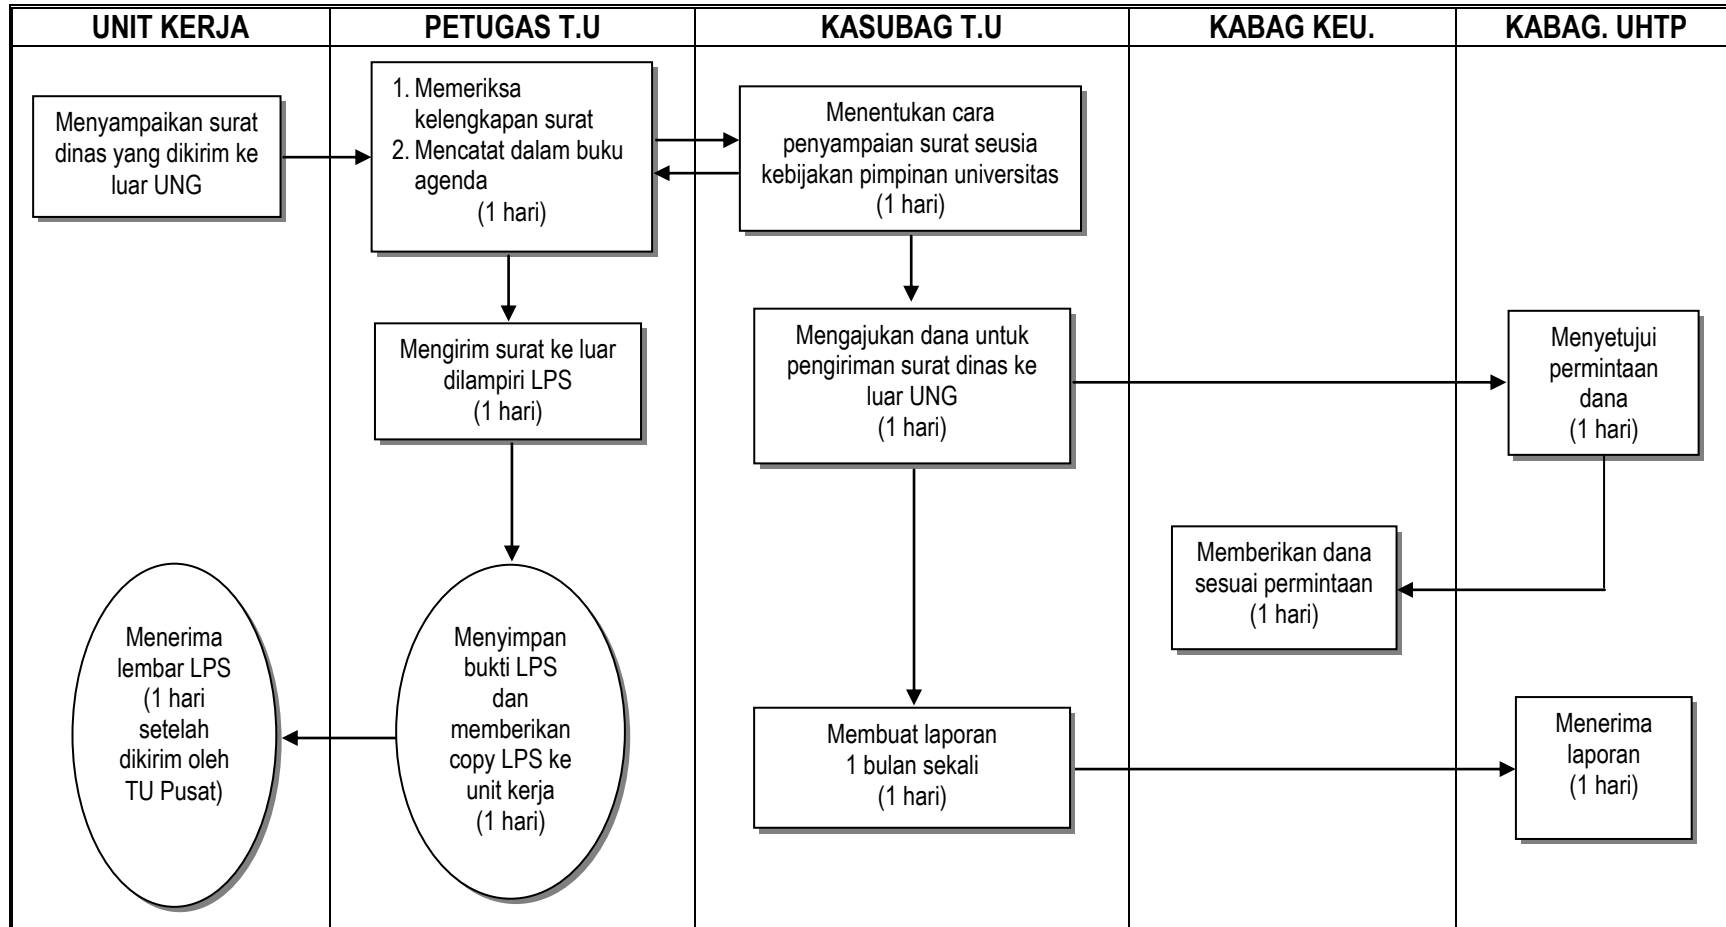 UNIT KERJA
PETUGAS T.U
KASUBAG T.U
KABAG KEU.
KABAG. UHTP
Menyampaikan surat
dinas yang dikirim ke
luar UNG
1. Memeriksa
kelengkapan surat
2. Mencatat dalam buku
agenda
(1 hari)
Menentukan cara
penyampaian surat seusia
kebijakan pimpinan universitas
(1 hari)
Mengirim surat ke luar
dilampiri LPS
(1 hari)
Mengajukan dana untuk
pengiriman surat dinas ke
luar UNG
(1 hari)
Menyetujui
permintaan
dana
(1 hari)
Memberikan dana
sesuai permintaan
(1 hari)
Menerima
lembar LPS
(1 hari
setelah
dikirim oleh
TU Pusat)
Menyimpan
bukti LPS
dan
memberikan
copy LPS ke
unit kerja
(1 hari)
Membuat laporan
1 bulan sekali
(1 hari)
Menerima
laporan
(1 hari)